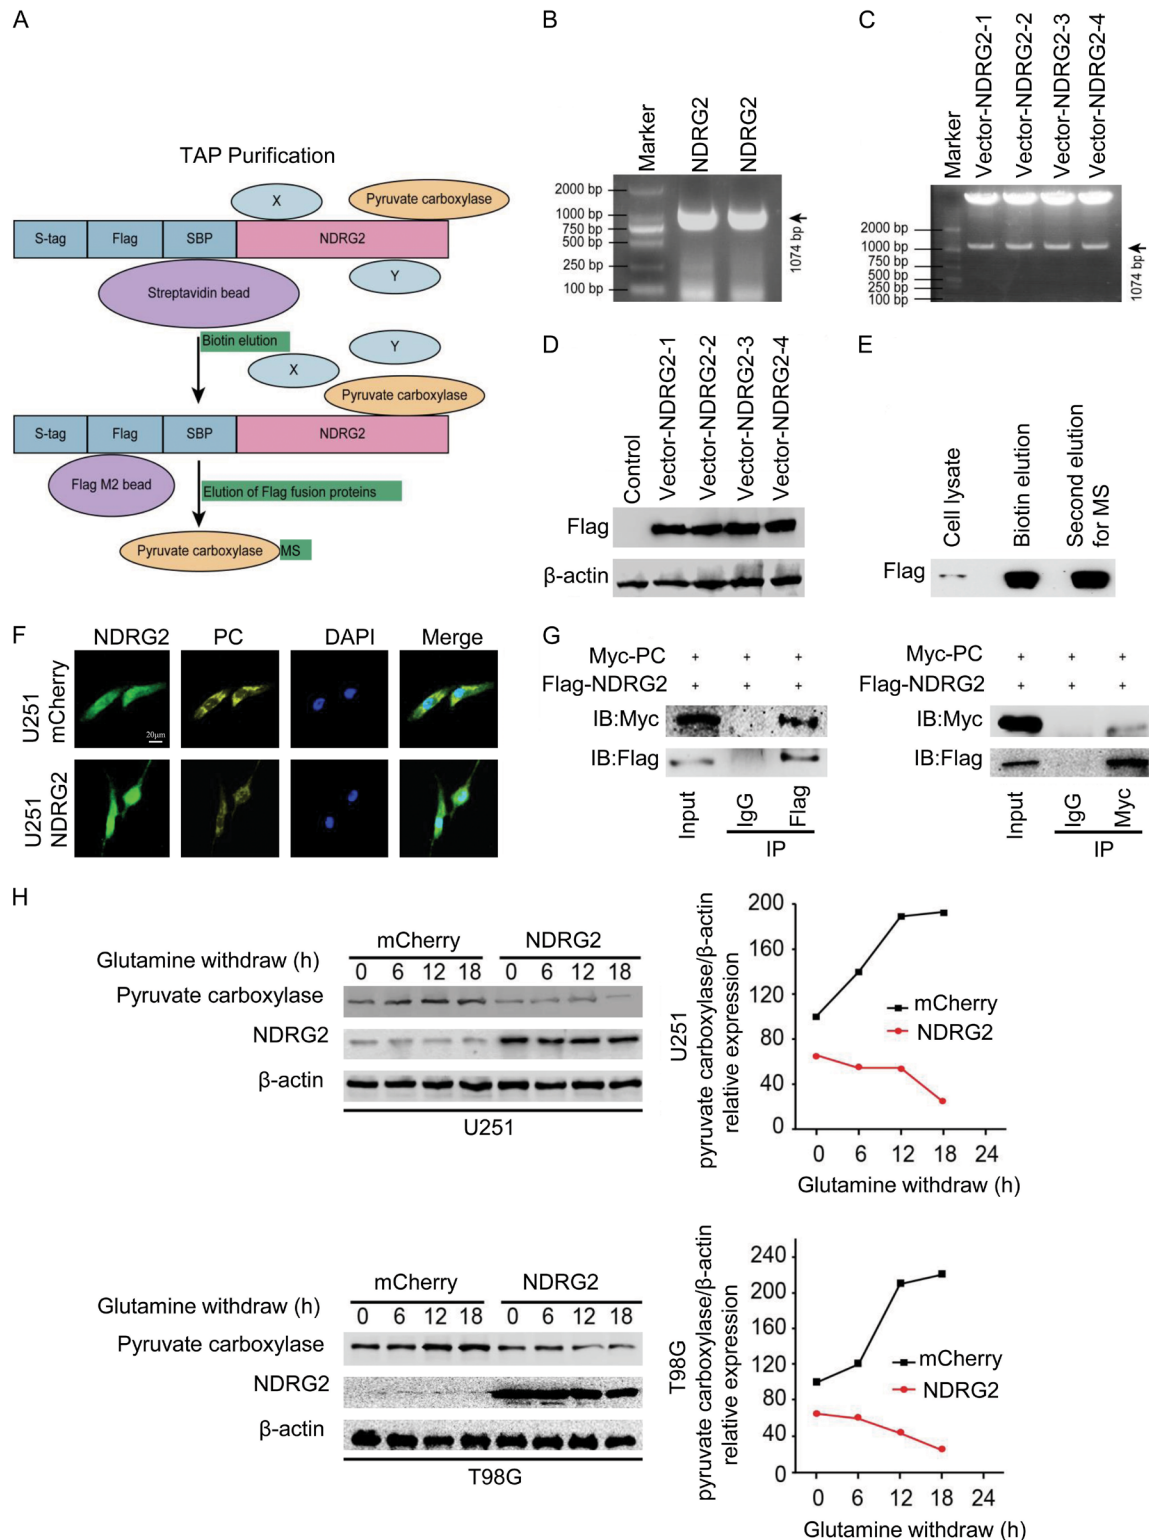 A
TAP Purification
X
Pyruvate carboxylase
S-tag Flag SBP NDRG2
Y
Streptavidin bead
Biotin elution
Y
X
Pyruvate carboxylase
S-tag Flag SBP NDRG2
Flag M2 bead
Elution of Flag fusion proteins
Pyruvate carboxylase MS
B
Marker NDRG2 NDRG2
2000 bp
1000 bp
750 bp
500 bp
250 bp
100 bp
1074 bp
C
Marker Vector-NDRG2-1 Vector-NDRG2-2 Vector-NDRG2-3 Vector-NDRG2-4
2000 bp
1000 bp
750 bp
500 bp
250 bp
100 bp
1074 bp
D
Control Vector-NDRG2-1 Vector-NDRG2-2 Vector-NDRG2-3 Vector-NDRG2-4
Flag
β-actin
E
Cell lysate Biotin elution Second elution
for MS
Flag
F
NDRG2 PC DAPI Merge
U251
mCherry
20μm
U251
NDRG2
G
Myc-PC + + +
Flag-NDRG2 + + +
IB:Myc
IB:Flag
Input IgG Flag
IP
Myc-PC + + +
Flag-NDRG2 + + +
IB:Myc
IB:Flag
Input IgG Myc
IP
H
mCherry NDRG2
Glutamine withdraw (h) 0 6 12 18 0 6 12 18
Pyruvate carboxylase
NDRG2
β-actin
U251
U251
pyruvate carboxylase/β-actin
relative expression
200
160
120
80
40
0
mCherry
NDRG2
0 6 12 18 24
Glutamine withdraw (h)
mCherry NDRG2
Glutamine withdraw (h) 0 6 12 18 0 6 12 18
Pyruvate carboxylase
NDRG2
β-actin
T98G
T98G
pyruvate carboxylase/β-actin
relative expression
240
200
160
120
80
40
0
mCherry
NDRG2
0 6 12 18 24
Glutamine withdraw (h)